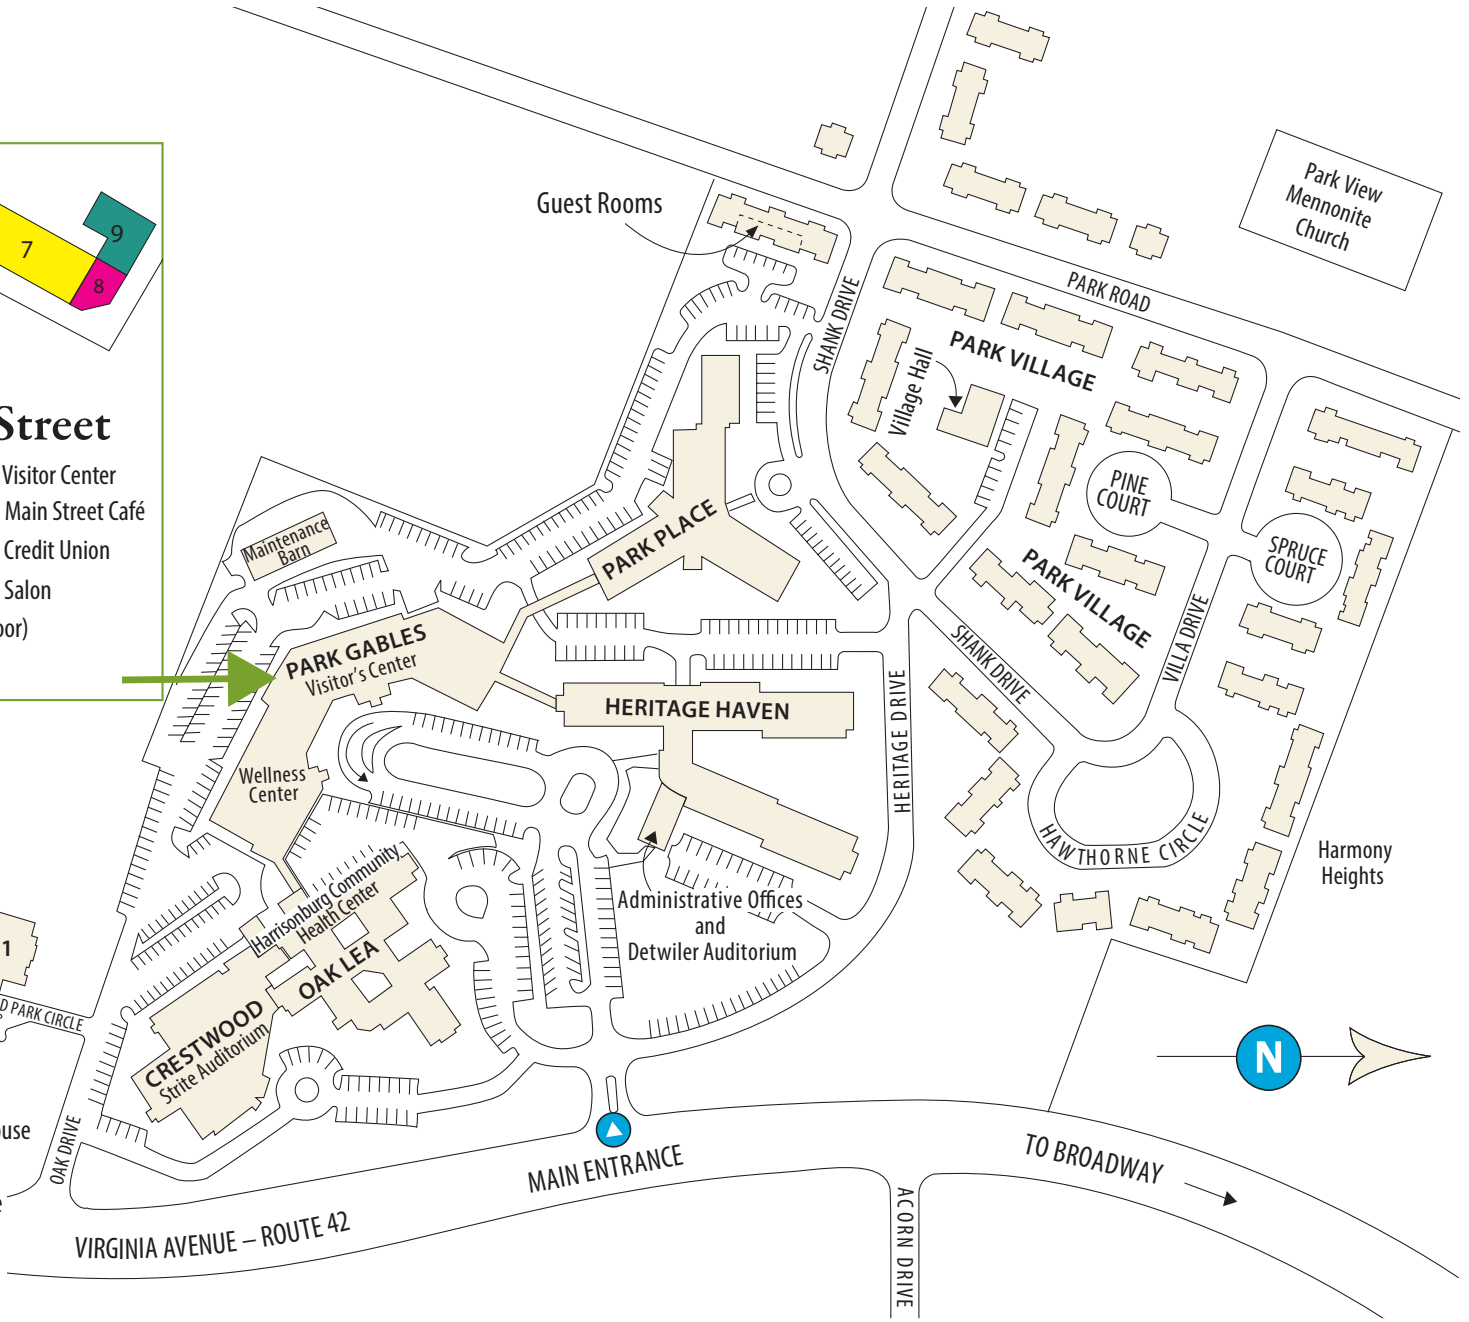 7
9
8
Street
Visitor Center
Main Street Café
Credit Union
Salon
Guest Rooms
Park View
Mennonite
Church
PARK ROAD
SHANK DRIVE
PARK VILLAGE
Village Hall
PINE
COURT
SPRUCE
COURT
PARK VILLAGE
VILLA DRIVE
SHANK DRIVE
HERITAGE DRIVE
HAWTHORNE CIRCLE
Harmony
Heights
Maintenance
Barn
PARK PLACE
PARK GABLES
Visitor's Center
HERITAGE HAVEN
Wellness
Center
Harrisonburg Community
Health Center
OAK LEA
CRESTWOOD
Strite Auditorium
Administrative Offices
and
Detwiler Auditorium
1
PARK CIRCLE
OAK DRIVE
N
MAIN ENTRANCE
TO BROADWAY
VIRGINIA AVENUE – ROUTE 42
ACORN DRIVE